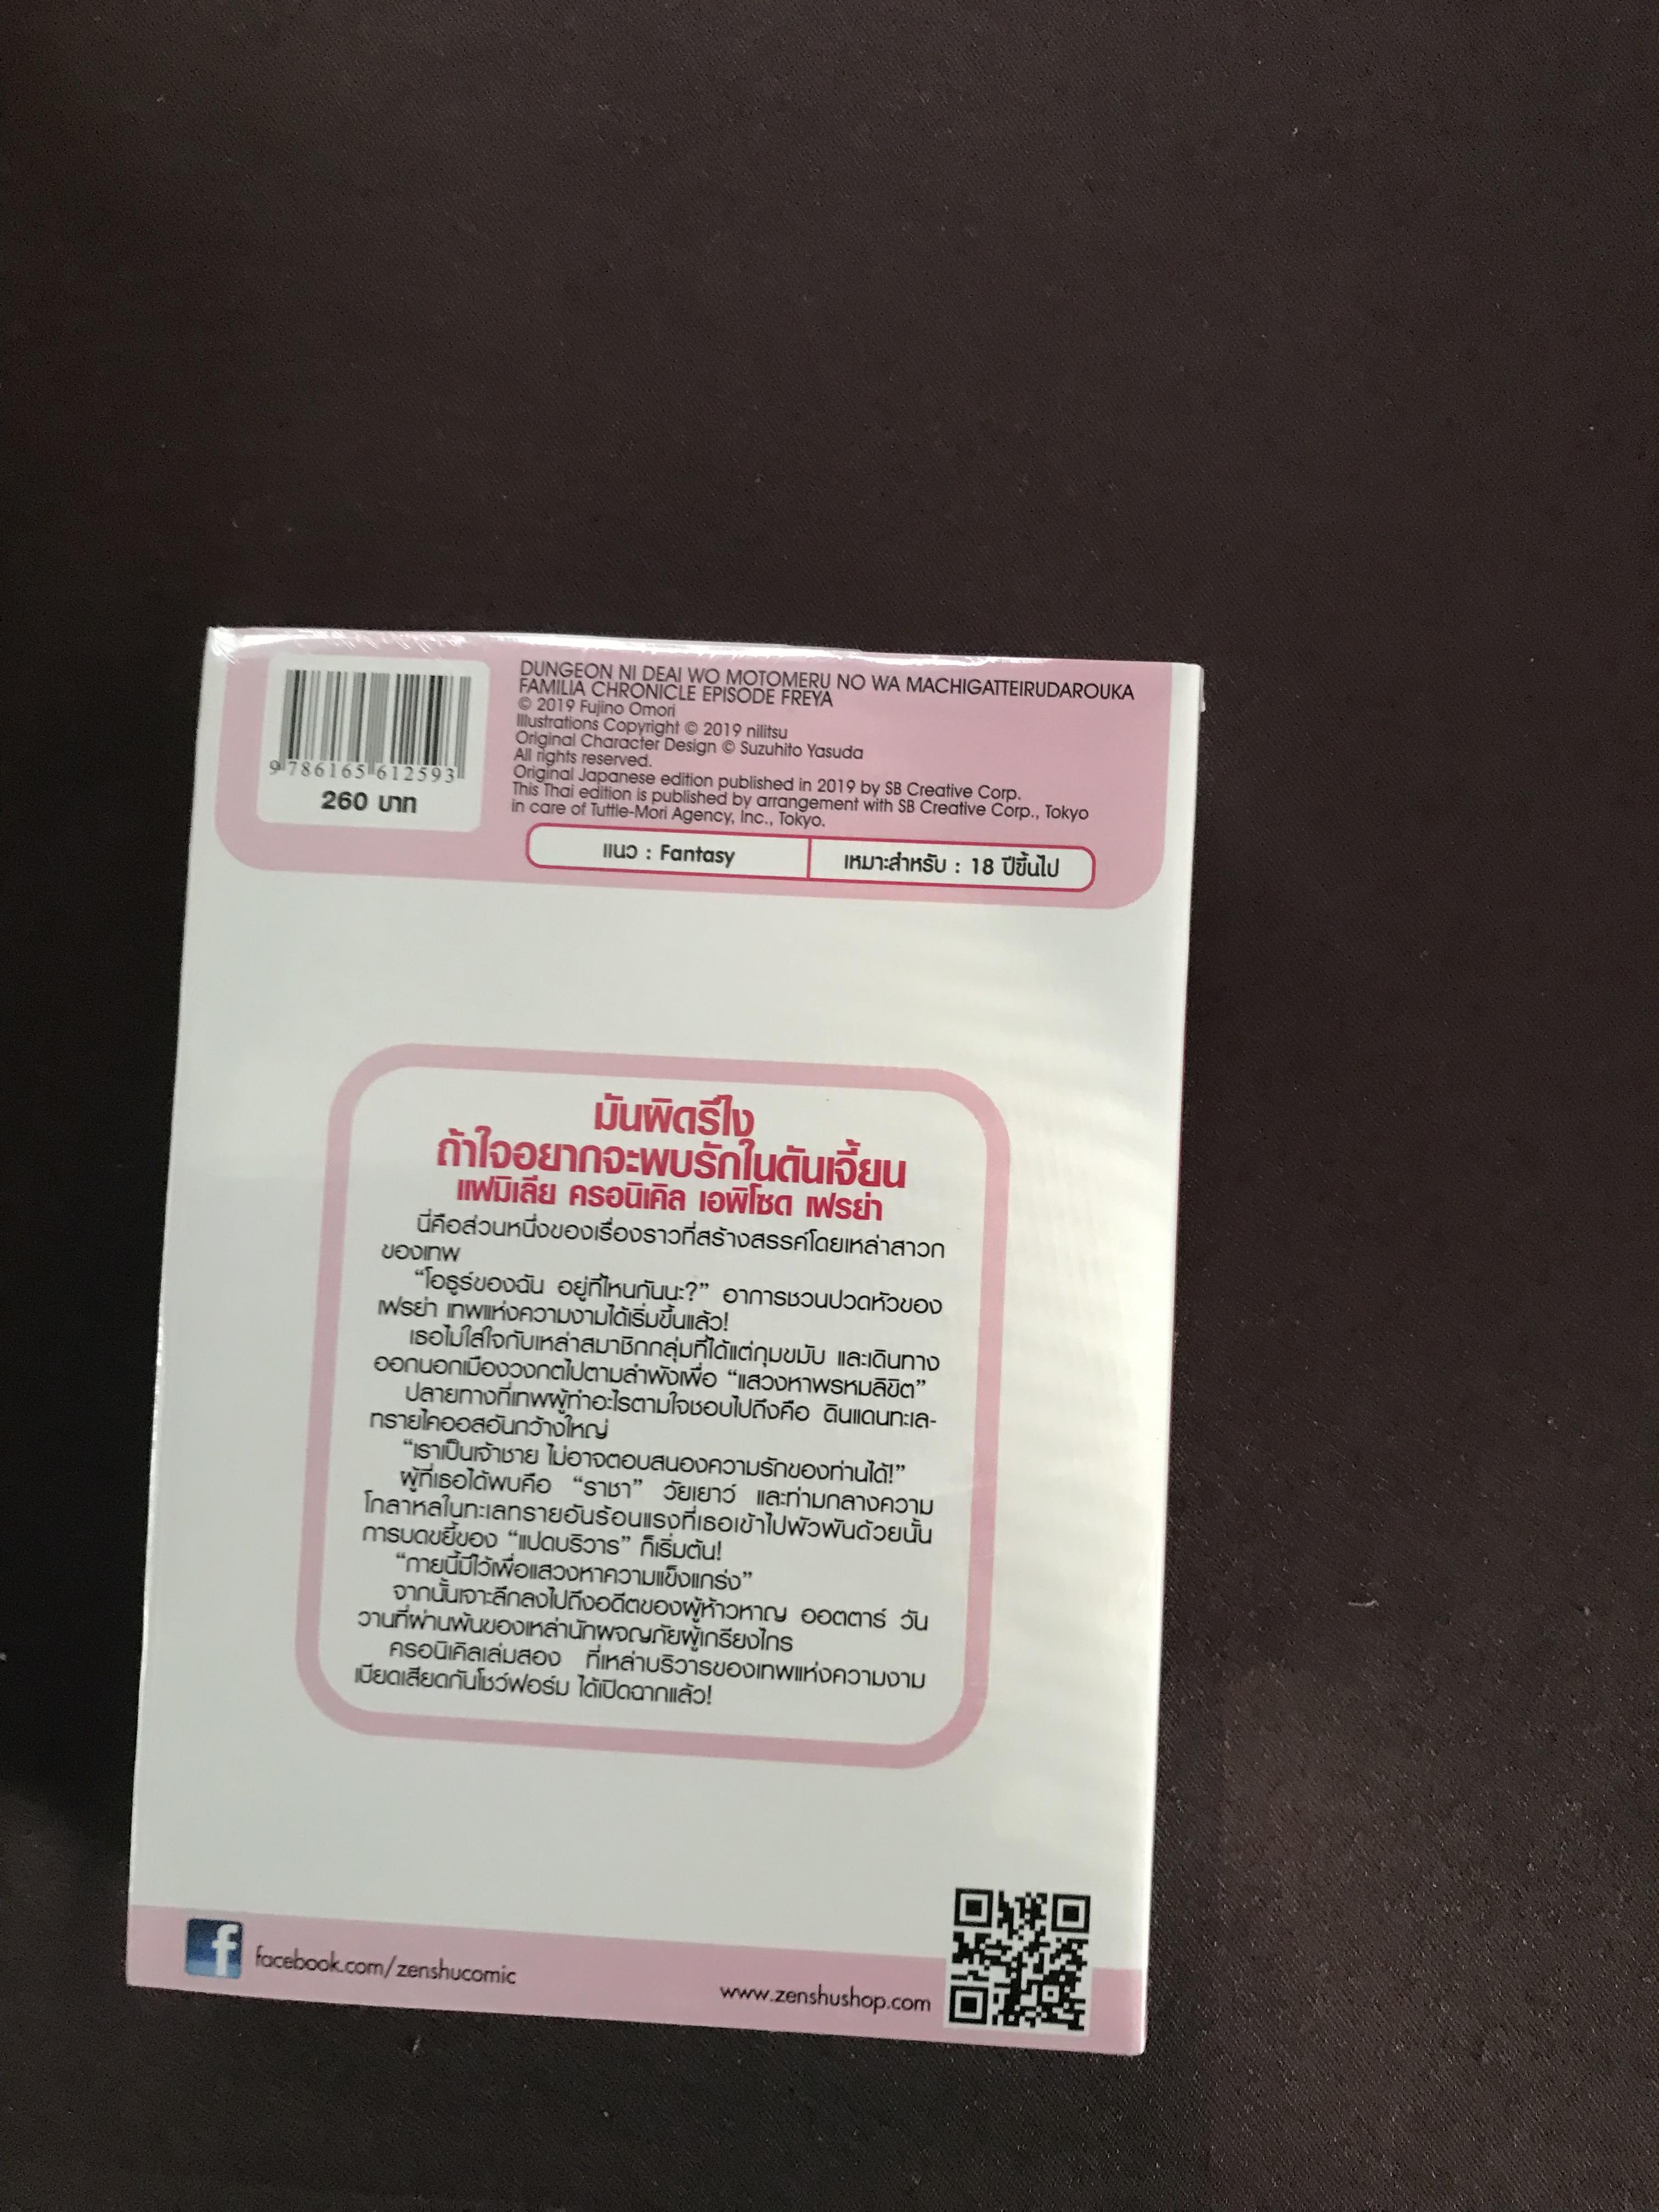 DUNGEON NI DEAI WO MOTOMERU NO WA MACHIGATTEIRUDAROUKA
FAMILIA CHRONICLE EPISODE FREYA
© 2019 Fujino Omori
Illustrations Copyright © 2019 nilitsu
Original Character Design © Suzuhito Yasuda
All rights reserved.
Original Japanese edition published in 2019 by SB Creative Corp.
This Thai edition is published by arrangement with SB Creative Corp., Tokyo
in care of Tuttle-Mori Agency, Inc., Tokyo.
9 786165 612593
260 บาท
แนว : Fantasy
เหมาะสำหรับ : 18 ปีขึ้นไป
มันผิดรึไง
ถ้าใจอยากจะพบรักในดันเจี้ยน
แฟมิเลีย ครอนิเคิล เอพิโซด เฟรย่า
นี่คือส่วนหนึ่งของเรื่องราวที่สร้างสรรค์โดยเหล่าสาวก
ของเทพ
“โอธูร์ของฉัน อยู่ที่ไหนกันนะ?” อาการชวนปวดหัวของ
เฟรย่า เทพแห่งความงามได้เริ่มขึ้นแล้ว!
เธอไม่ใส่ใจกับเหล่าสมาชิกกลุ่มที่ได้แต่กุมขมับ และเดินทาง
ออกนอกเมืองวงกตไปตามลำพังเพื่อ “แสวงหาพรหมลิขิต”
ปลายทางที่เทพผู้ทำอะไรตามใจชอบไปถึงคือ ดินแดนทะเล-
ทรายไคออสอันกว้างใหญ่
“เราเป็นเจ้าชาย ไม่อาจตอบสนองความรักของท่านได้!”
ผู้ที่เธอได้พบคือ “ราชา” วัยเยาว์ และท่ามกลางความ
โกลาหลในทะเลทรายอันร้อนแรงที่เธอเข้าไปพัวพันด้วยนั้น
การบดขยี้ของ “แปดบริวาร” ก็เริ่มต้น!
“กายนี้มีไว้เพื่อแสวงหาความแข็งแกร่ง”
จากนั้นเจาะลึกลงไปถึงอดีตของผู้ห้าวหาญ ออตตาร์ วัน
วานที่ผ่านพ้นของเหล่านักผจญภัยผู้เกรียงไกร
ครอนิเคิลเล่มสอง ที่เหล่าบริวารของเทพแห่งความงาม
เบียดเสียดกันโชว์ฟอร์ม ได้เปิดฉากแล้ว!
f facebook.com/zenshucomic
www.zenshushop.com